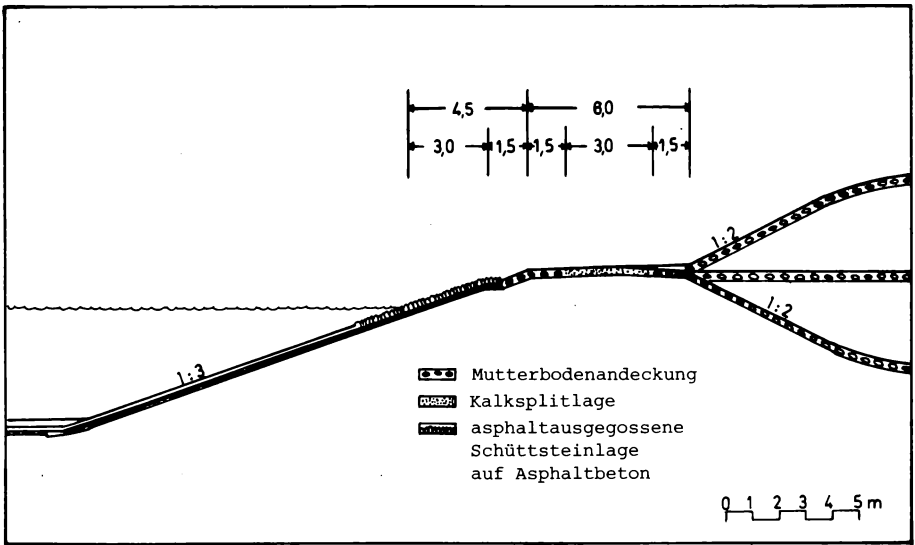 4,5 6,0
3,0 1,5 1,5 3,0 1,5
1:2
1:2
1:3
Mutterbodenandeckung
Kalksplitlage
asphaltausgegossene
Schüttsteinlage
auf Asphaltbeton
0 1 2 3 4 5 m